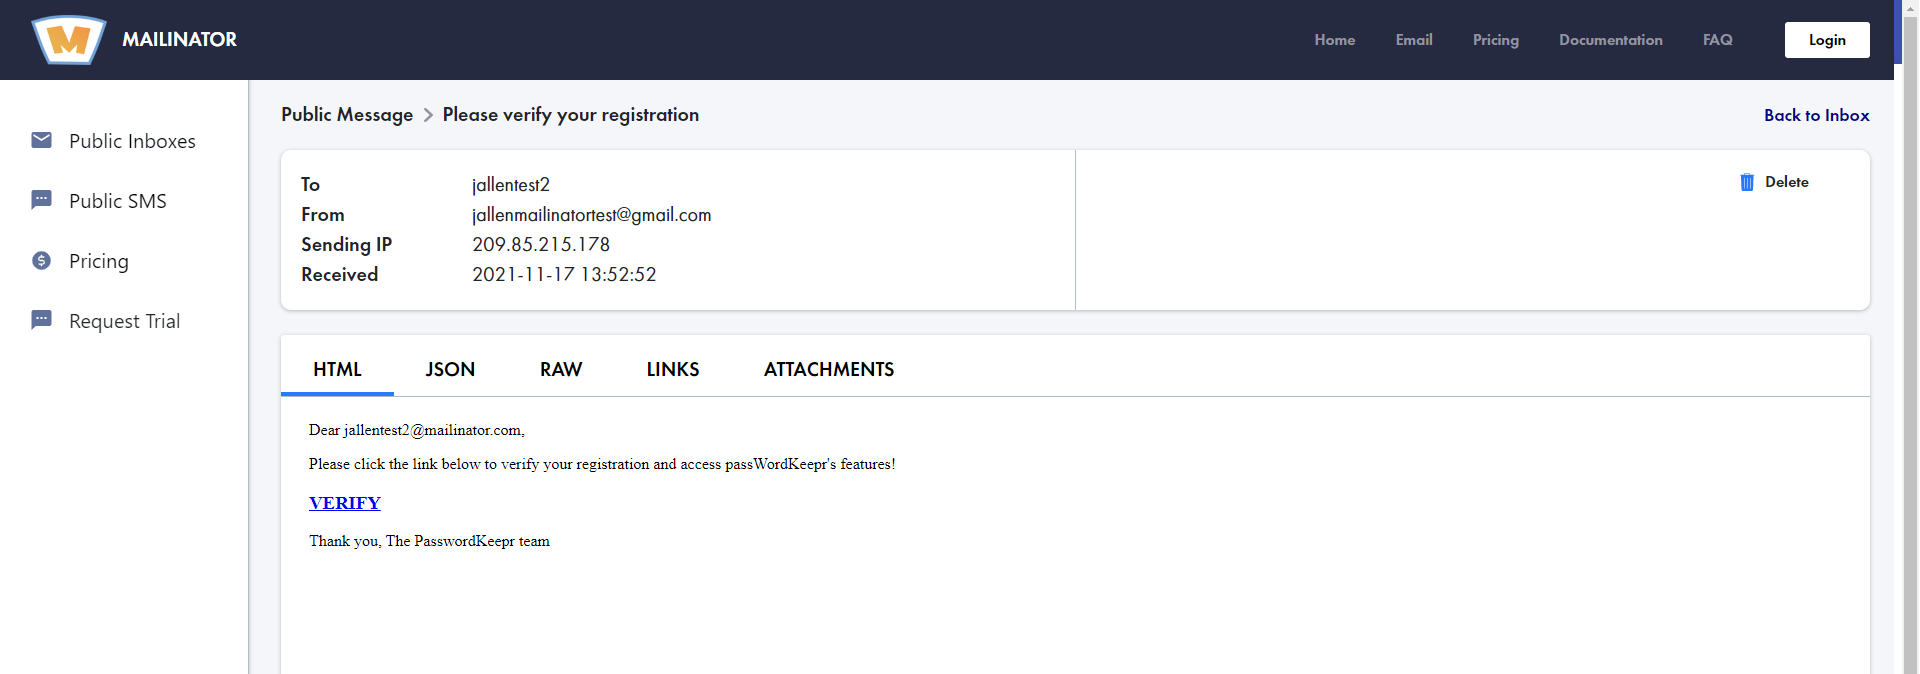 MAILINATOR
Home Email Pricing Documentation FAQ Login
Public Inboxes
Public SMS
Pricing
Request Trial
Public Message > Please verify your registration
Back to Inbox
To jallentest2
From jallenmailinatortest@gmail.com
Sending IP 209.85.215.178
Received 2021-11-17 13:52:52
Delete
HTML JSON RAW LINKS ATTACHMENTS
Dear jallentest2@mailinator.com,
Please click the link below to verify your registration and access passWordKeepr's features!
VERIFY
Thank you, The PasswordKeepr team